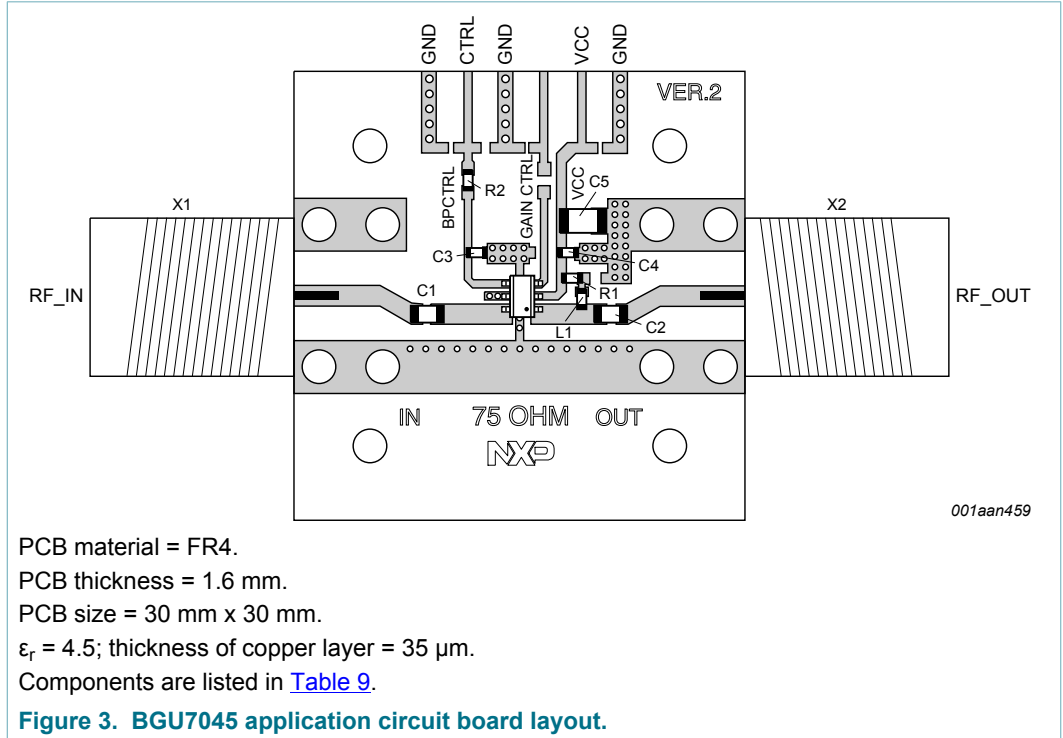 GND
CTRL
GND
VCC
GND
VER.2
BPCTRL
R2
GAIN CTRL
VCC
C5
X1
X2
C3
C4
RF_IN
C1
R1
RF_OUT
L1
C2
IN
75 OHM
OUT
NXP
001aan459
PCB material = FR4.
PCB thickness = 1.6 mm.
PCB size = 30 mm x 30 mm.
εr = 4.5; thickness of copper layer = 35 μm.
Components are listed in Table 9.
Figure 3. BGU7045 application circuit board layout.